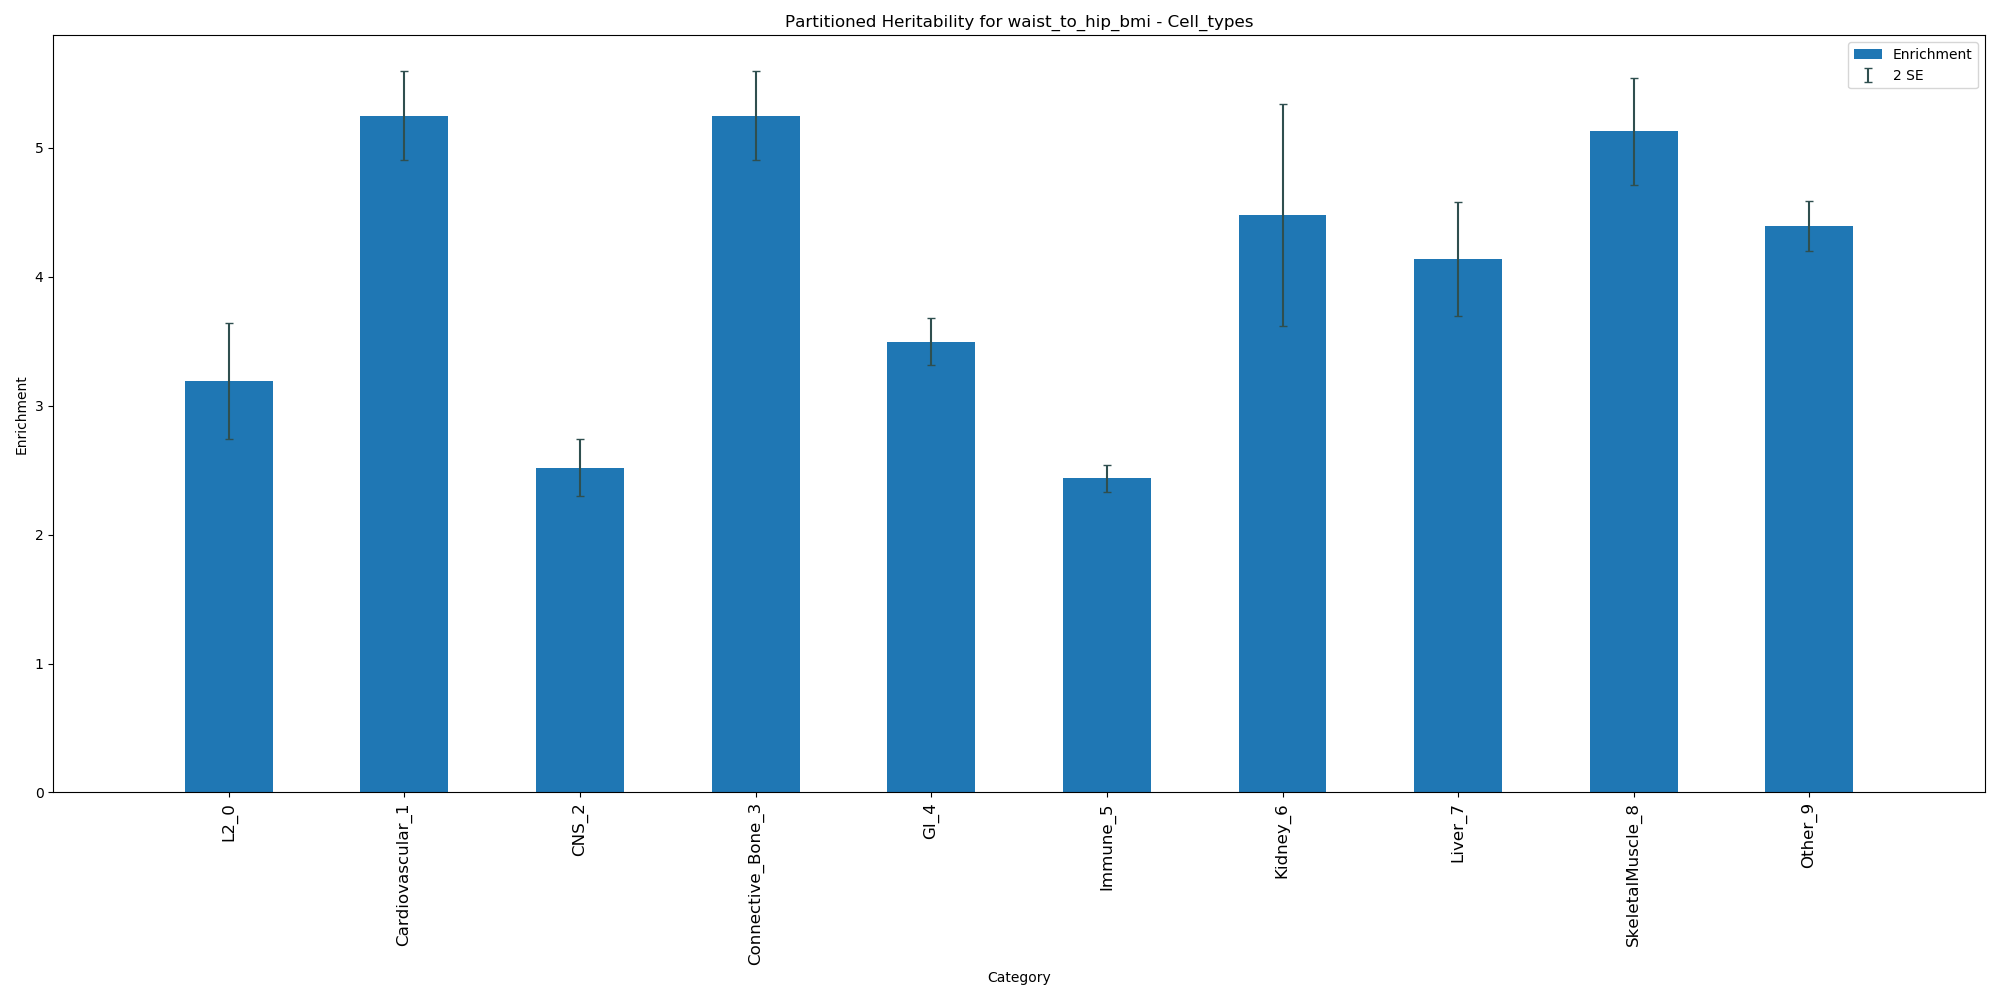 Partitioned Heritability for waist_to_hip_bmi - Cell_types
Enrichment
2 SE
Enrichment
5
4
3
2
1
0
L2_0
Cardiovascular_1
CNS_2
Connective_Bone_3
GI_4
Immune_5
Kidney_6
Liver_7
SkeletalMuscle_8
Other_9
Category